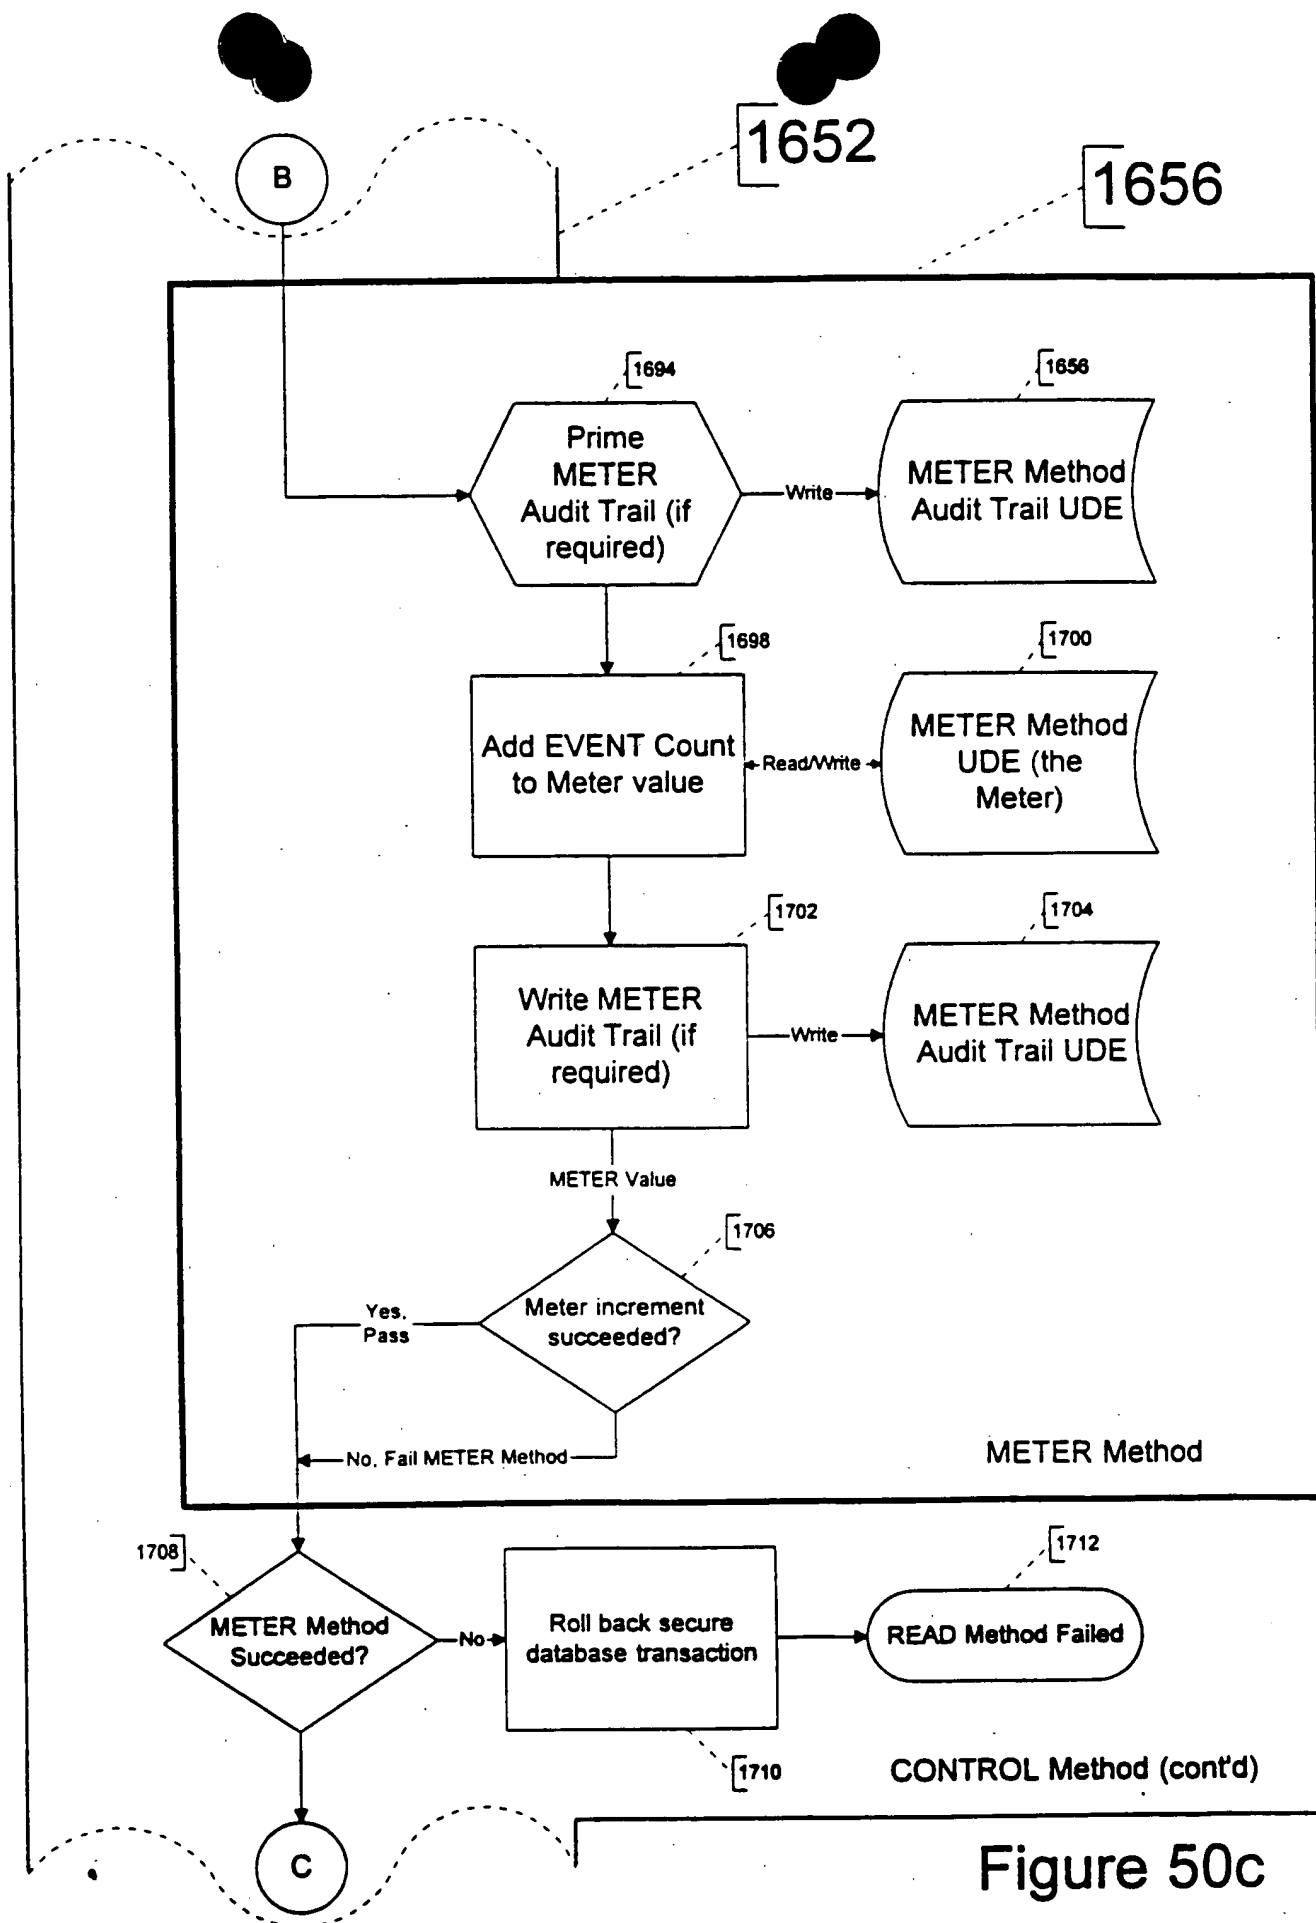 1652
B
1656
1694
1656
Prime
METER
Audit Trail (if
required)
Write
METER Method
Audit Trail UDE
1698
1700
Add EVENT Count
to Meter value
Read/Write
METER Method
UDE (the
Meter)
1702
1704
Write METER
Audit Trail (if
required)
Write
METER Method
Audit Trail UDE
METER Value
1706
Meter increment
succeeded?
Yes,
Pass
No, Fail METER Method
METER Method
1708
1712
METER Method
Succeeded?
No
Roll back secure
database transaction
READ Method Failed
1710
CONTROL Method (cont'd)
C
Figure 50c